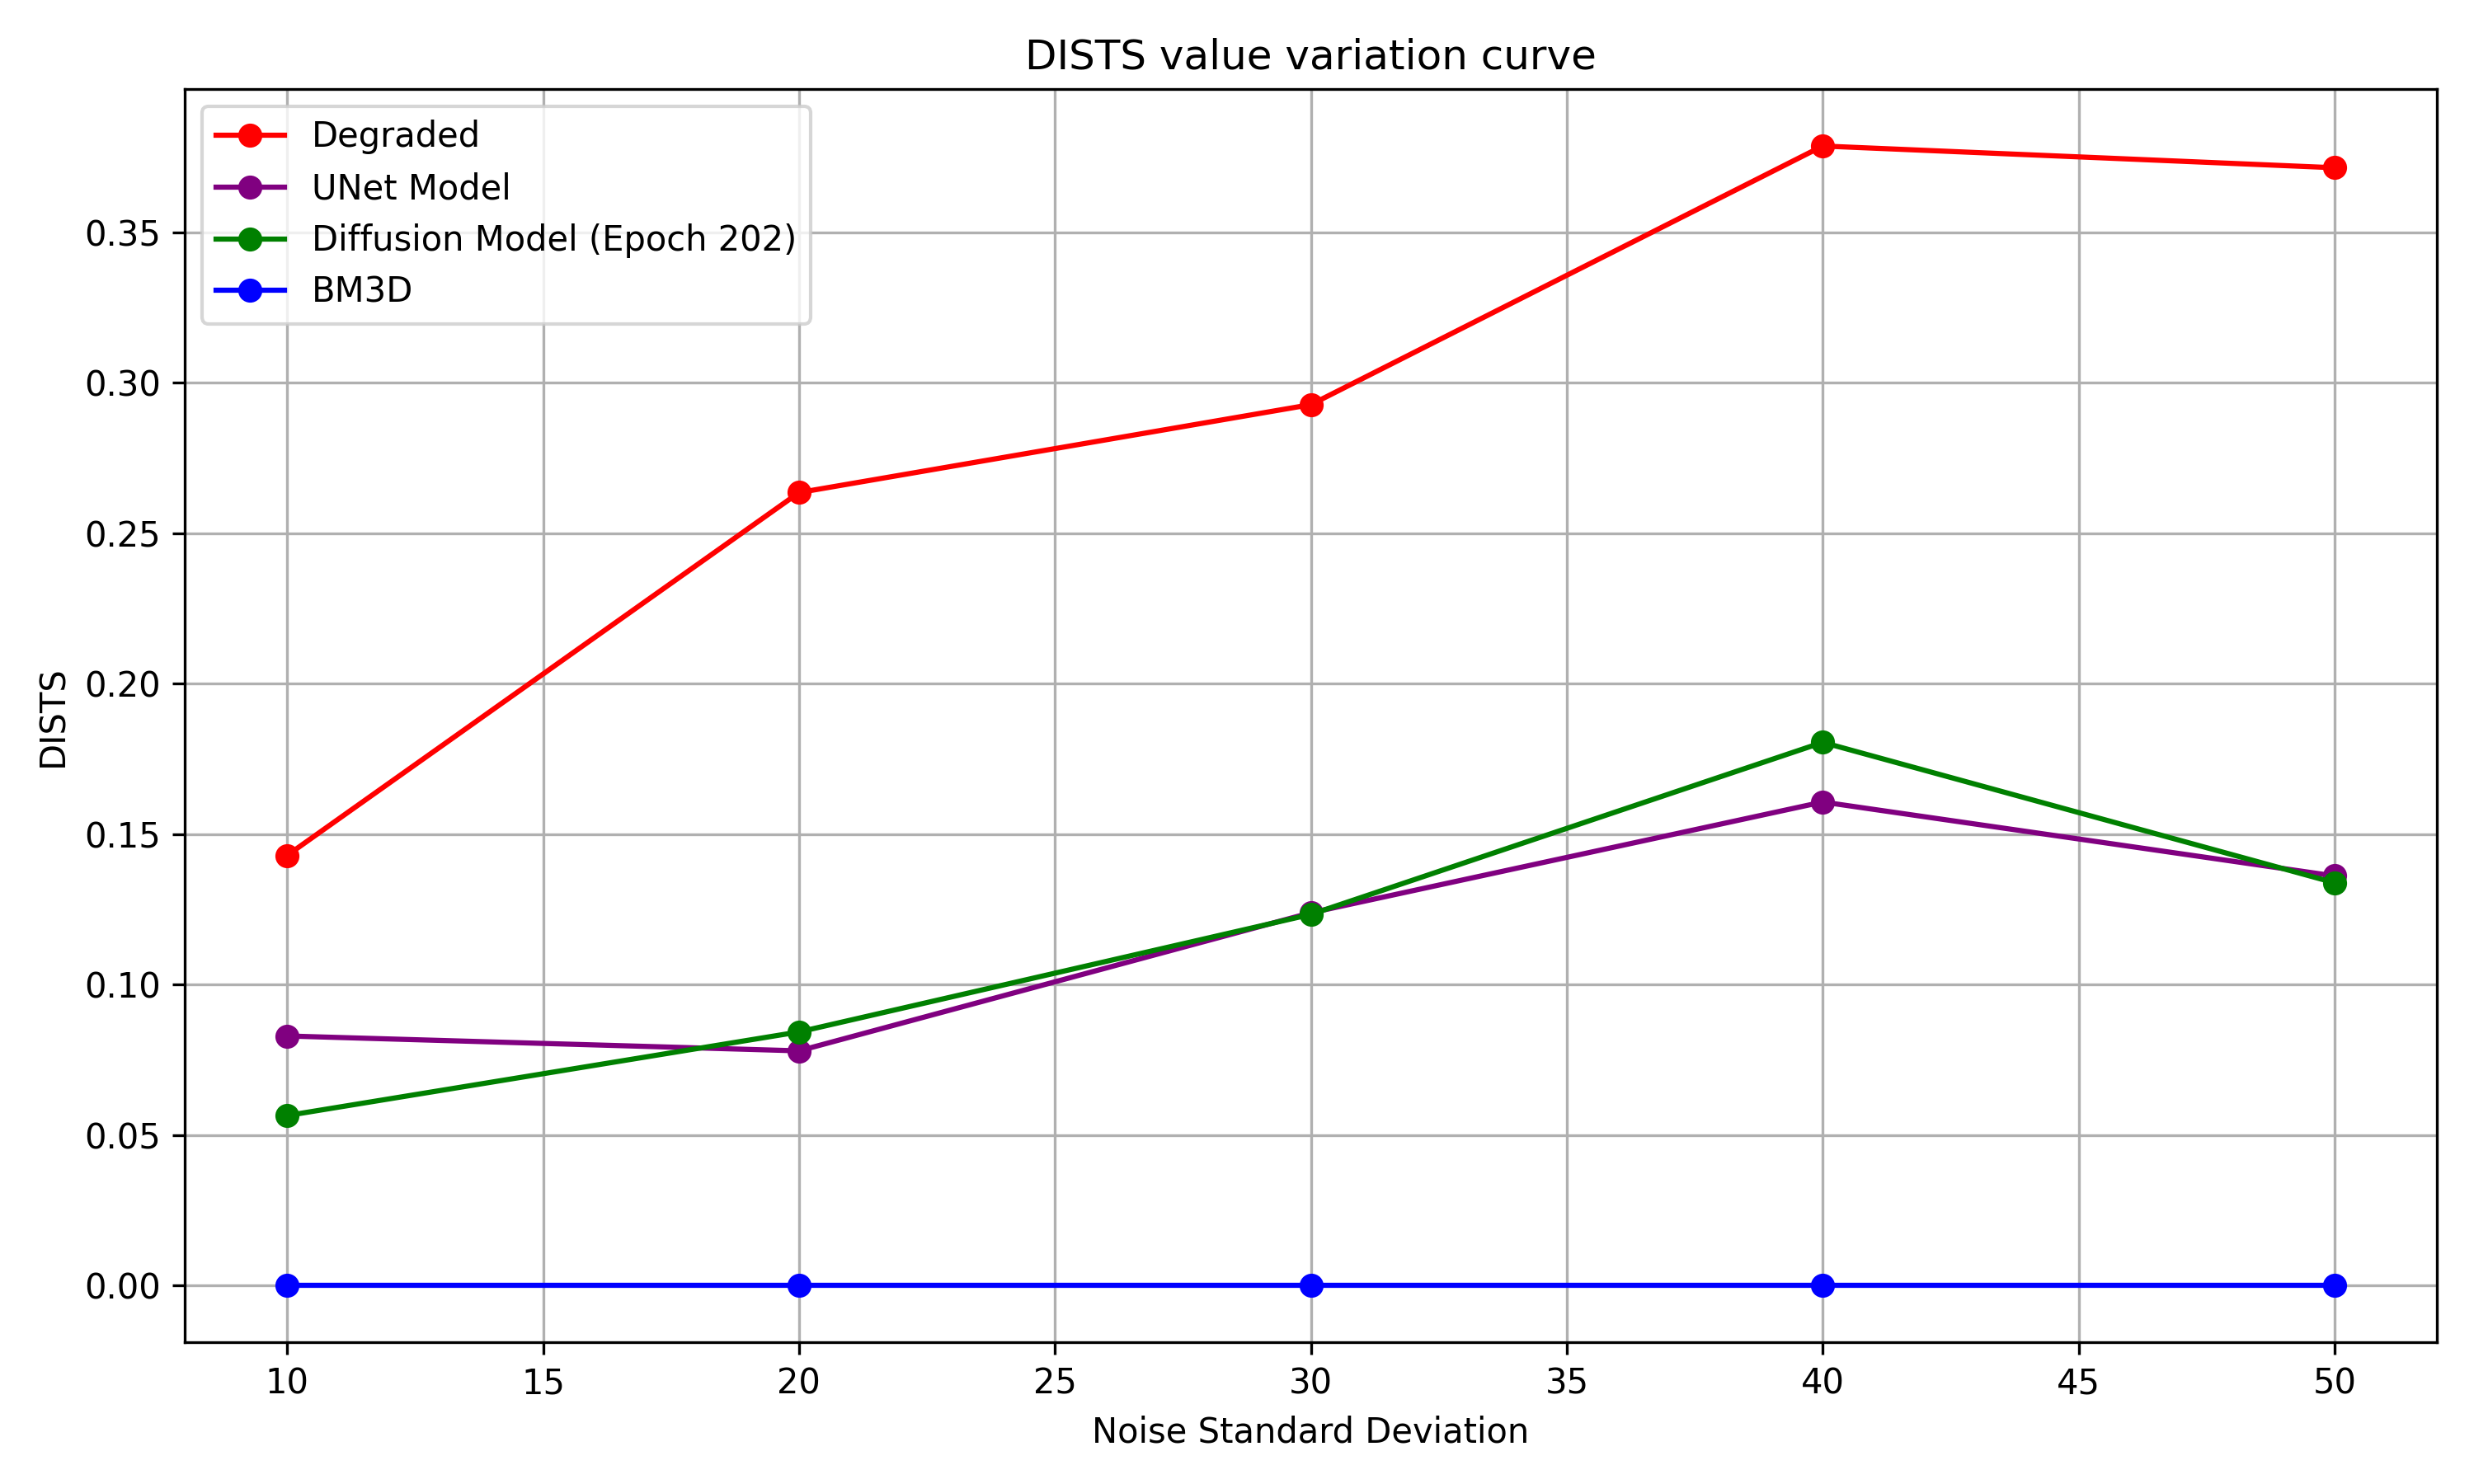 DISTS value variation curve
Degraded
UNet Model
Diffusion Model (Epoch 202)
BM3D
0.35
0.30
0.25
0.20
0.15
0.10
0.05
0.00
DISTS
10 15 20 25 30 35 40 45 50
Noise Standard Deviation